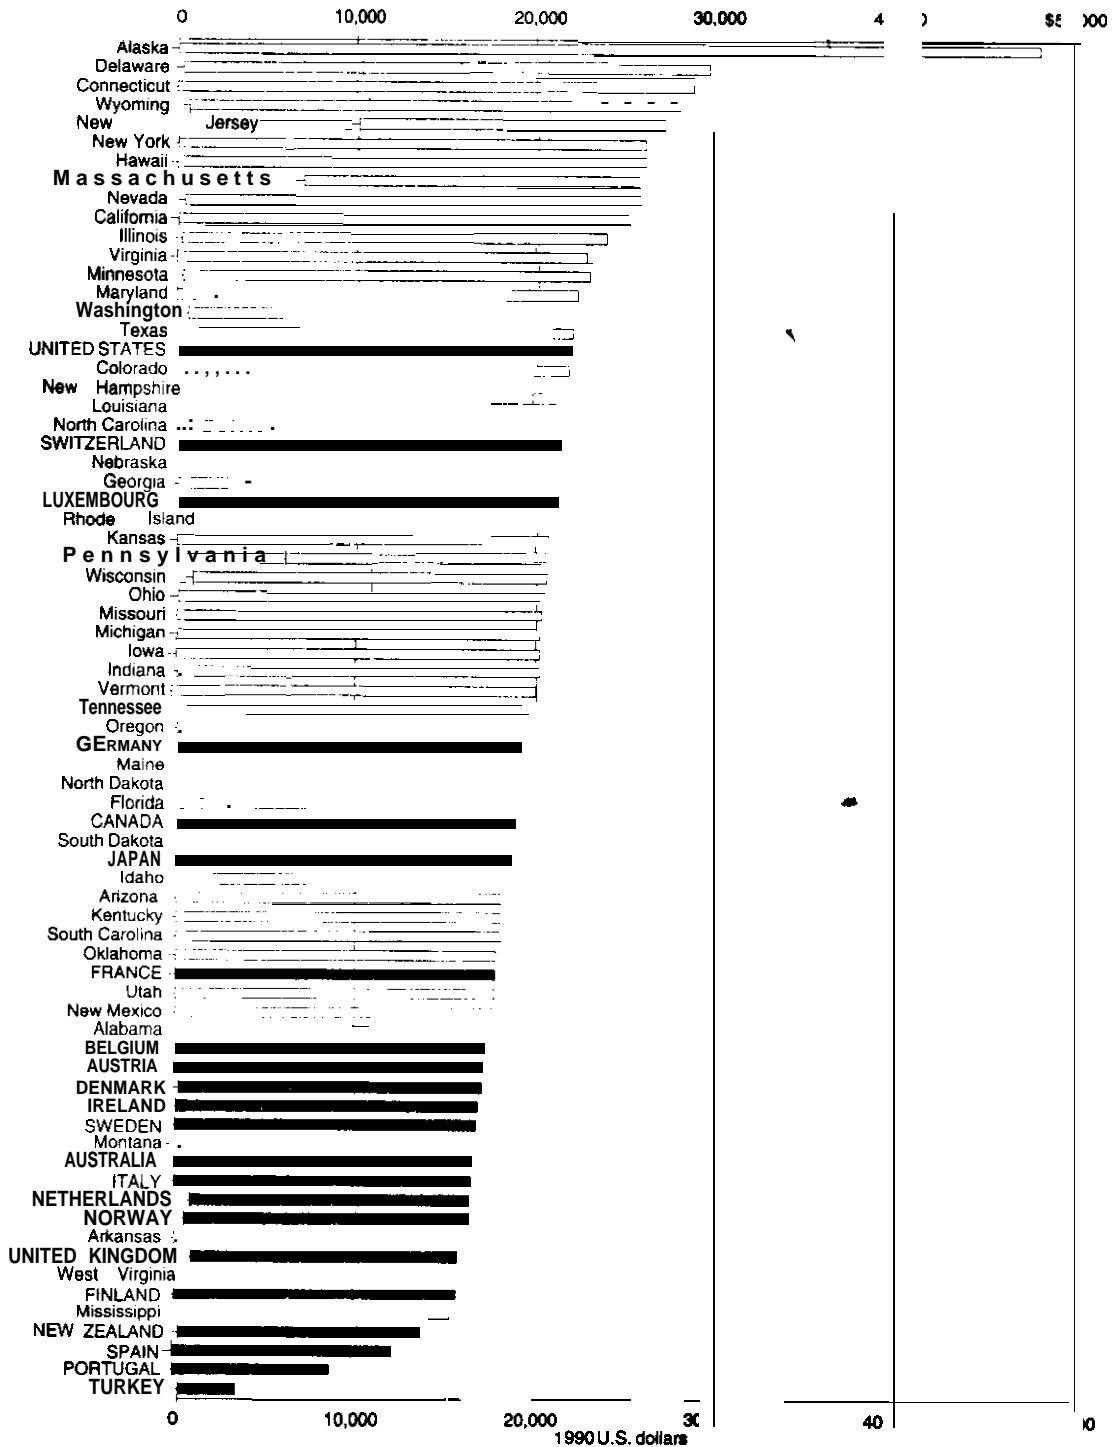 0 10,000 20,000 30,000
Alaska
Delaware
Connecticut
Wyoming
New Jersey
New York
Hawaii
Massachusetts
Nevada
California
Illinois
Virginia
Minnesota
Maryland
Washington
Texas
UNITED STATES
Colorado
New Hampshire
Louisiana
North Carolina
SWITZERLAND
Nebraska
Georgia
LUXEMBOURG
Rhode Island
Kansas
Pennsylvania
Wisconsin
Ohio
Missouri
Michigan
Iowa
Indiana
Vermont
Tennessee
Oregon
GERMANY
Maine
North Dakota
Florida
CANADA
South Dakota
JAPAN
Idaho
Arizona
Kentucky
South Carolina
Oklahoma
FRANCE
Utah
New Mexico
Alabama
BELGIUM
AUSTRIA
DENMARK
IRELAND
SWEDEN
Montana
AUSTRALIA
ITALY
NETHERLANDS
NORWAY
Arkansas
UNITED KINGDOM
West Virginia
FINLAND
Mississippi
NEW ZEALAND
SPAIN
PORTUGAL
TURKEY
0 10,000 20,000 30 40
1990 U.S. dollars